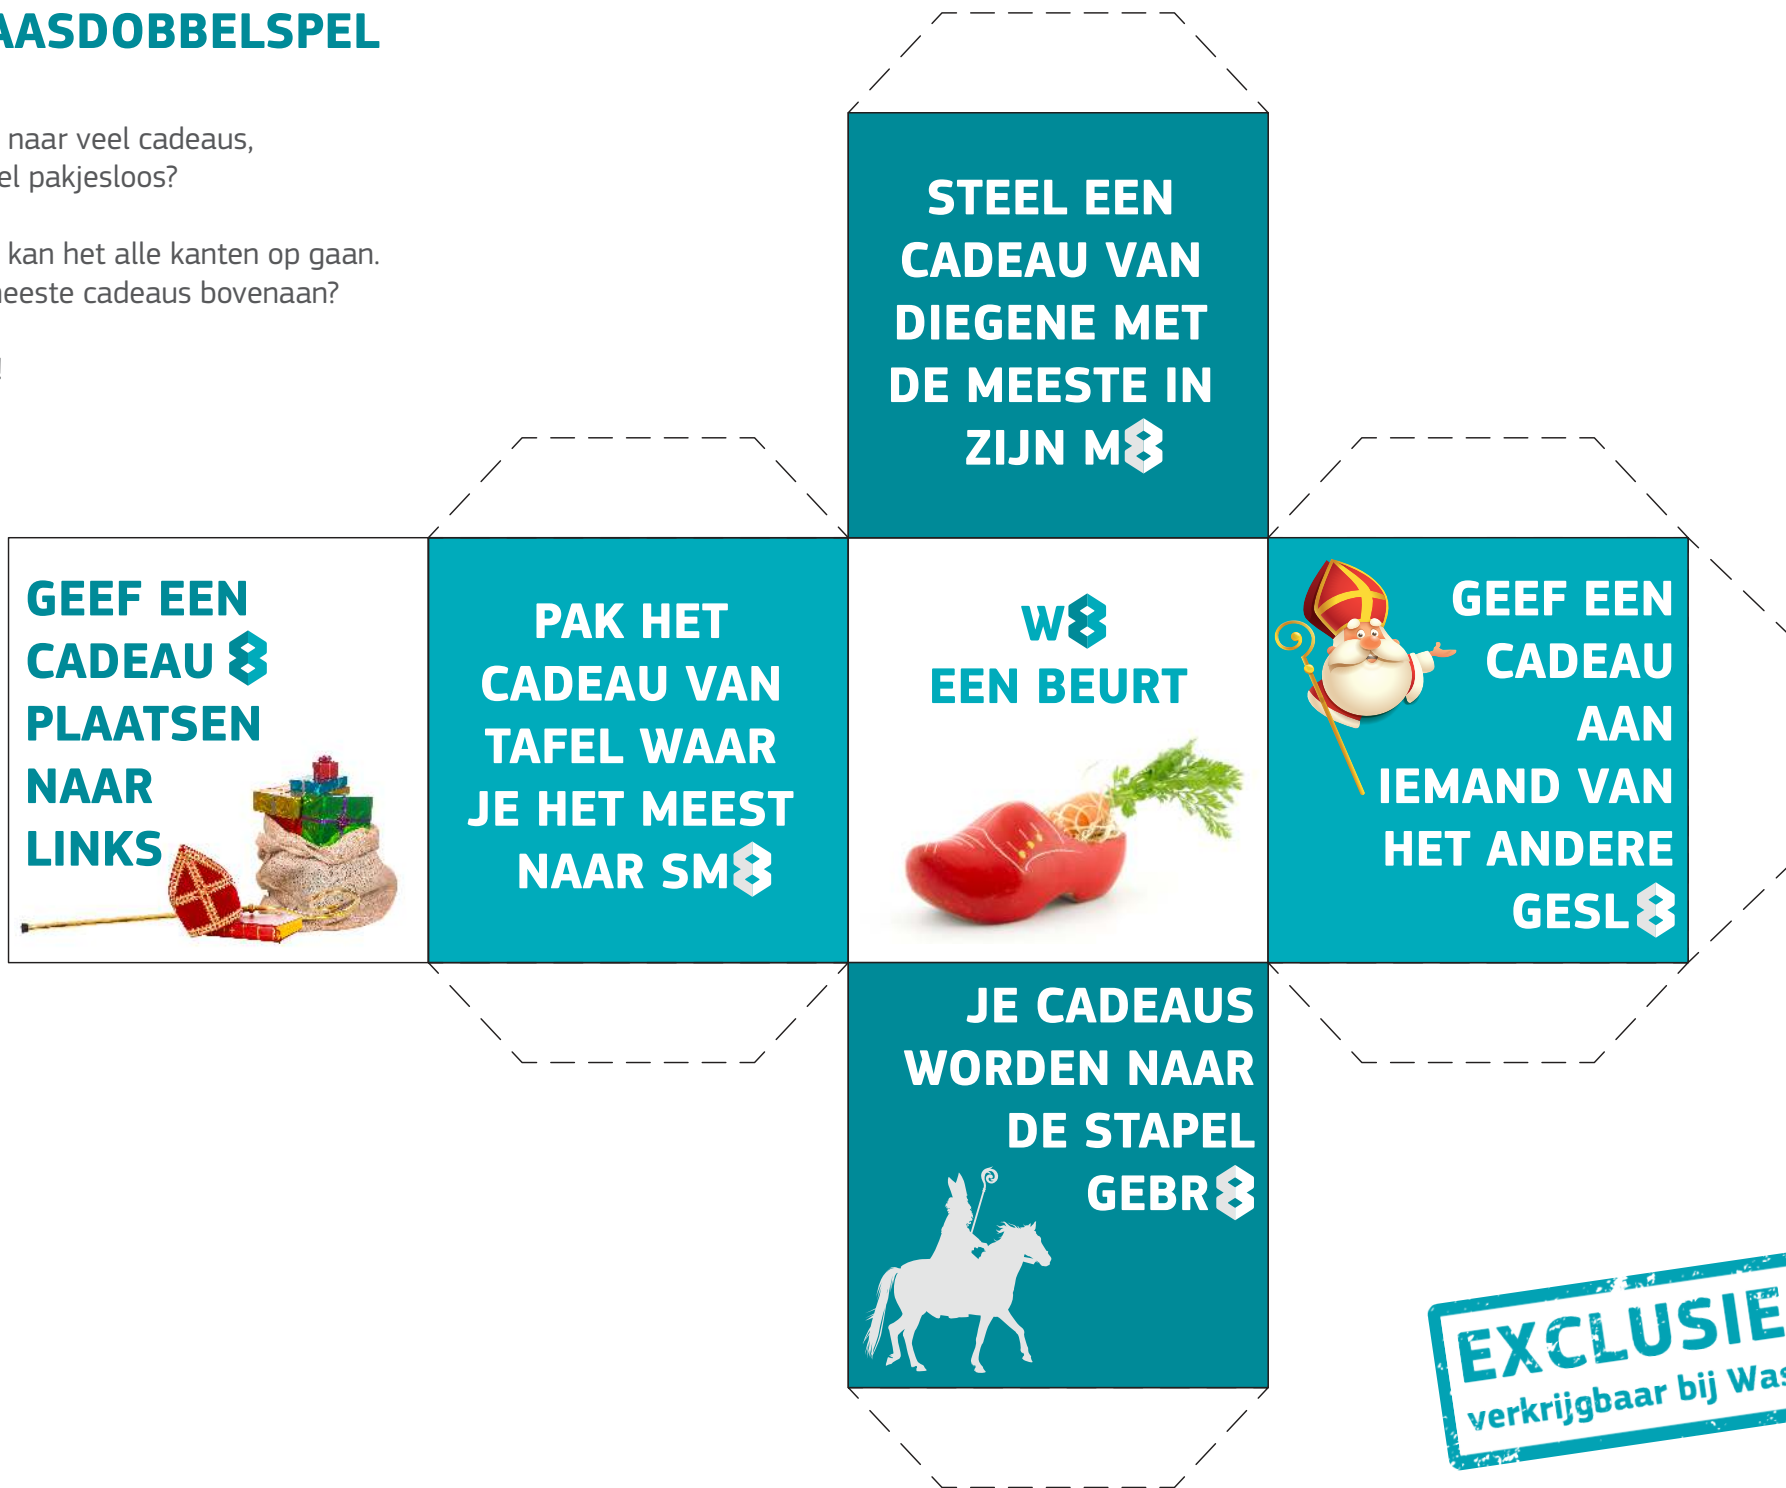 AASDOBBELSPEL
naar veel cadeaus,
el pakjesloos?
kan het alle kanten op gaan.
neeste cadeaus bovenaan?
!
STEEL EEN
CADEAU VAN
DIEGENE MET
DE MEESTE IN
ZIJN M8
GEEF EEN
CADEAU 8
PLAATSEN
NAAR
LINKS
PAK HET
CADEAU VAN
TAFEL WAAR
JE HET MEEST
NAAR SM8
W8
EEN BEURT
GEEF EEN
CADEAU
AAN
IEMAND VAN
HET ANDERE
GESL8
JE CADEAUS
WORDEN NAAR
DE STAPEL
GEBR8
EXCLUSIE
verkrijgbaar bij Was